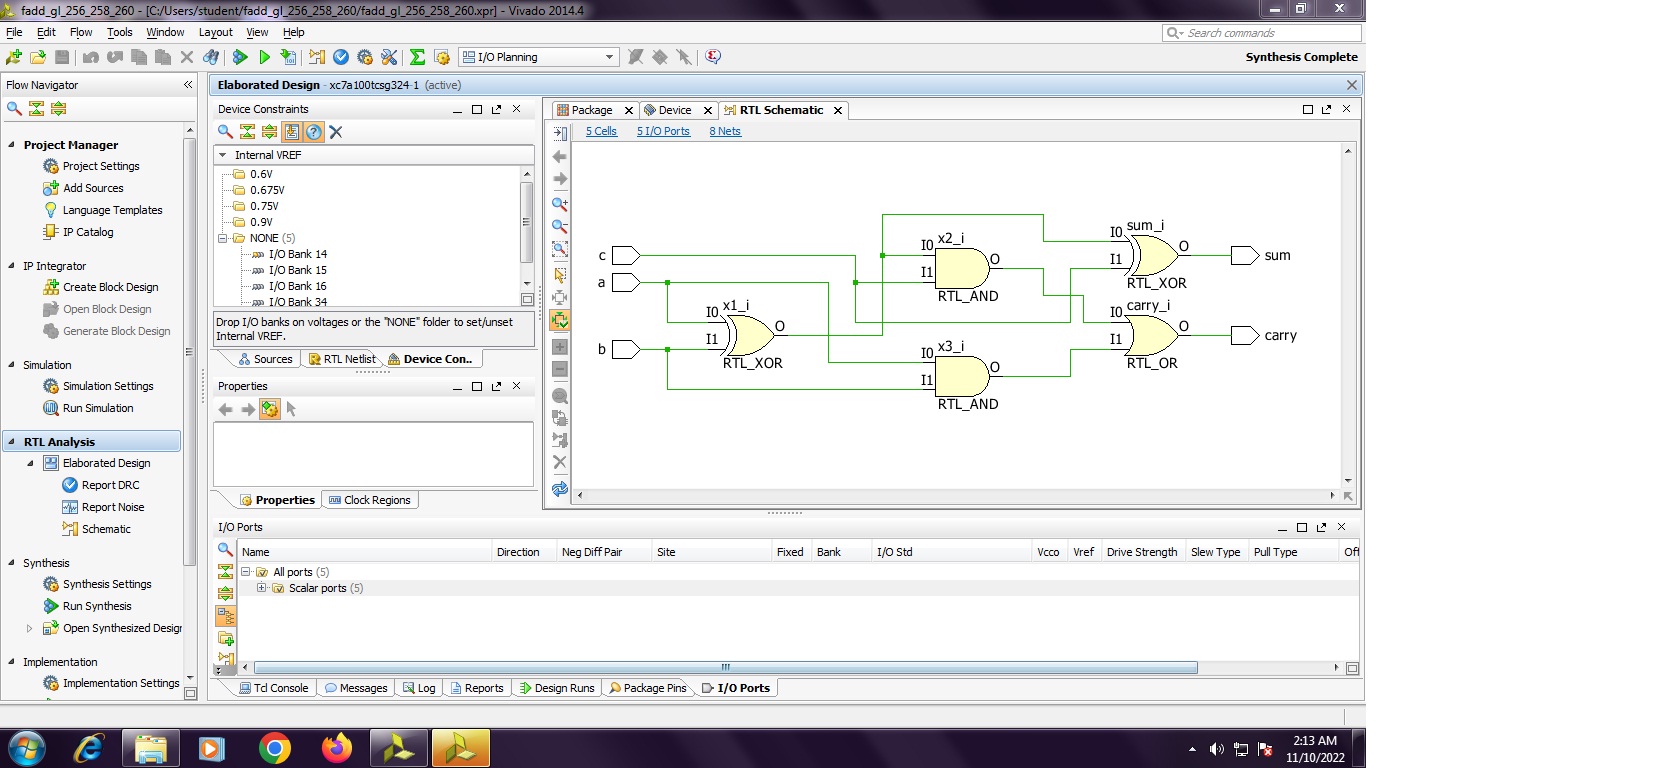 fadd_gl_256_258_260 - [C:/Users/student/fadd_gl_256_258_260/fadd_gl_256_258_260.xpr] - Vivado 2014.4
File Edit Flow Tools Window Layout View Help
Search commands
I/O Planning
Synthesis Complete
Flow Navigator
Project Manager
Project Settings
Add Sources
Language Templates
IP Catalog
IP Integrator
Create Block Design
Open Block Design
Generate Block Design
Simulation
Simulation Settings
Run Simulation
RTL Analysis
Elaborated Design
Report DRC
Report Noise
Schematic
Synthesis
Synthesis Settings
Run Synthesis
Open Synthesized Desigr
Implementation
Implementation Settings
Elaborated Design - xc7a100tcsg324-1 (active)
Device Constraints
Internal VREF
0.6V
0.675V
0.75V
0.9V
NONE (5)
I/O Bank 14
I/O Bank 15
I/O Bank 16
I/O Bank 34
Drop I/O banks on voltages or the "NONE" folder to set/unset
Internal VREF.
Sources RTL Netlist Device Con..
Properties
Properties Clock Regions
Package Device RTL Schematic
5 Cells 5 I/O Ports 8 Nets
c
a
b
x1_i
I0
I1
O
RTL_XOR
x2_i
I0
I1
O
RTL_AND
x3_i
I0
I1
O
RTL_AND
sum_i
I0
I1
O
RTL_XOR
sum
carry_i
I0
I1
O
RTL_OR
carry
I/O Ports
Name Direction Neg Diff Pair Site Fixed Bank I/O Std Vcco Vref Drive Strength Slew Type Pull Type Off
All ports (5)
Scalar ports (5)
Tcl Console Messages Log Reports Design Runs Package Pins I/O Ports
2:13 AM
11/10/2022